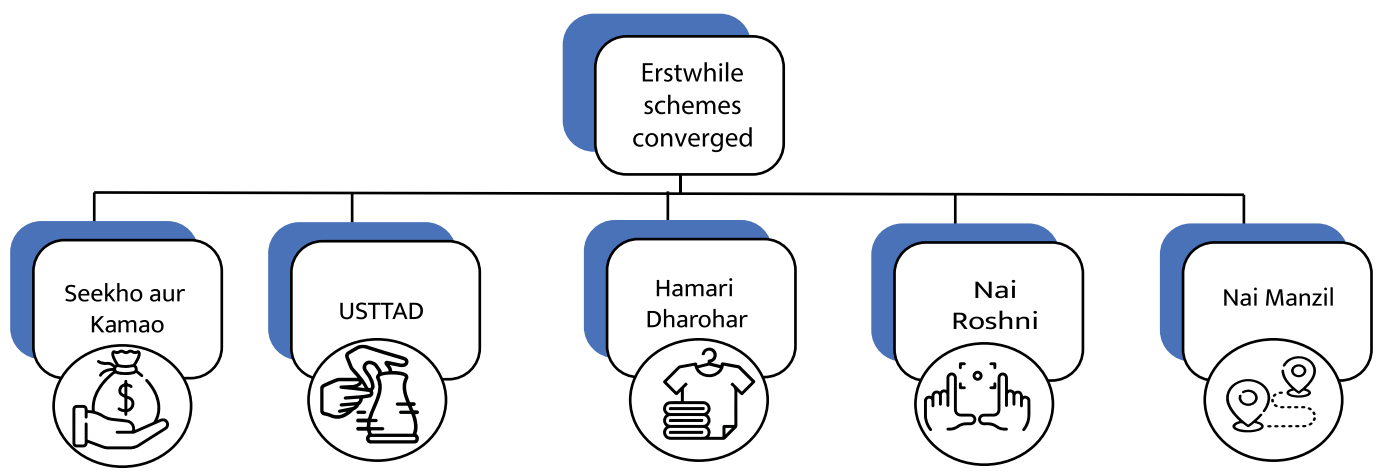 Erstwhile
schemes
converged
Seekho aur
Kamao
USTTAD
Hamari
Dharohar
Nai
Roshni
Nai Manzil
$